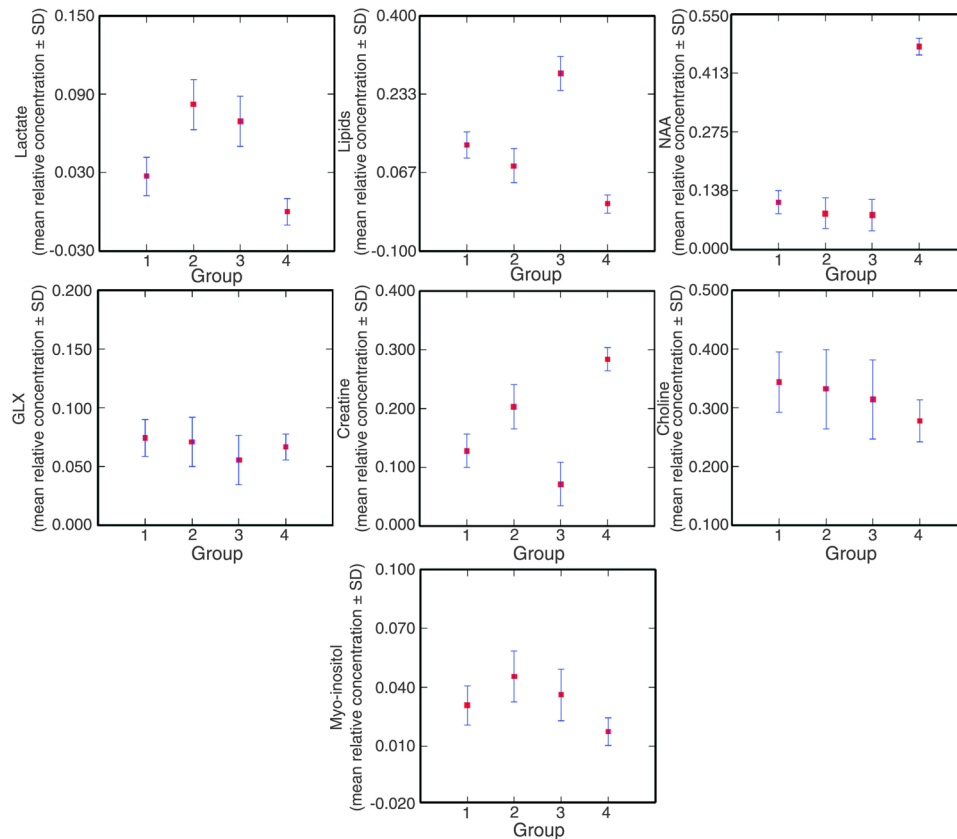 Lactate
(mean relative concentration ± SD)
0.150
0.090
0.030
-0.030
1 2 3 4
Group
Lipids
(mean relative concentration ± SD)
0.400
0.233
0.067
-0.100
1 2 3 4
Group
NAA
(mean relative concentration ± SD)
0.550
0.413
0.275
0.138
0.000
1 2 3 4
Group
GLX
(mean relative concentration ± SD)
0.200
0.150
0.100
0.050
0.000
1 2 3 4
Group
Creatine
(mean relative concentration ± SD)
0.400
0.300
0.200
0.100
0.000
1 2 3 4
Group
Choline
(mean relative concentration ± SD)
0.500
0.400
0.300
0.200
0.100
1 2 3 4
Group
Myo-inositol
(mean relative concentration ± SD)
0.100
0.070
0.040
0.010
-0.020
1 2 3 4
Group